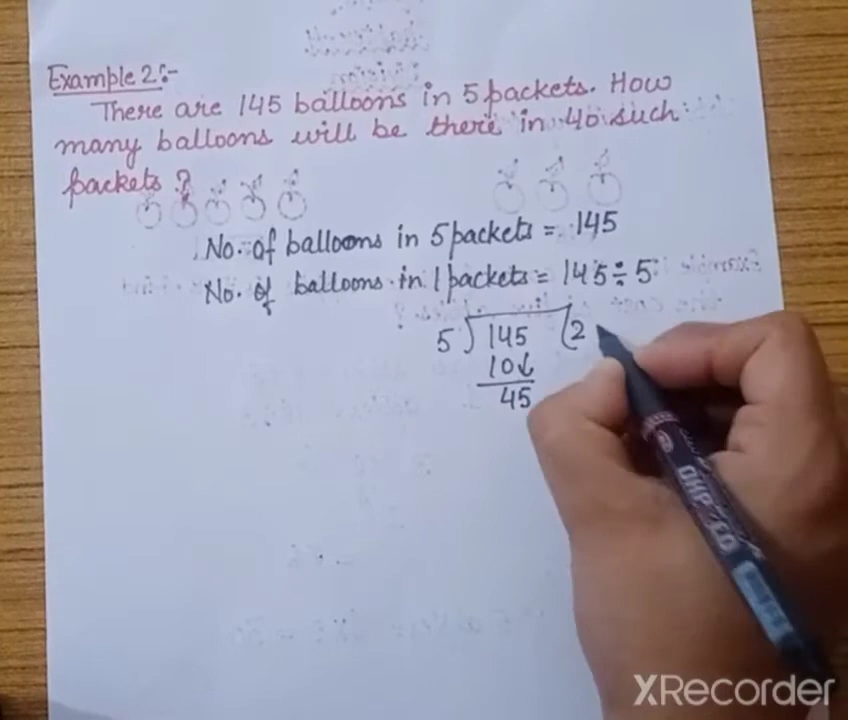 Example 2:-
There are 145 balloons in 5 packets. How
many balloons will be there in 40 such
packets?
No. of balloons in 5 packets = 145
No. of balloons in 1 packets = 145 ÷ 5
5) 145 (2
10↓
45
XRecorder